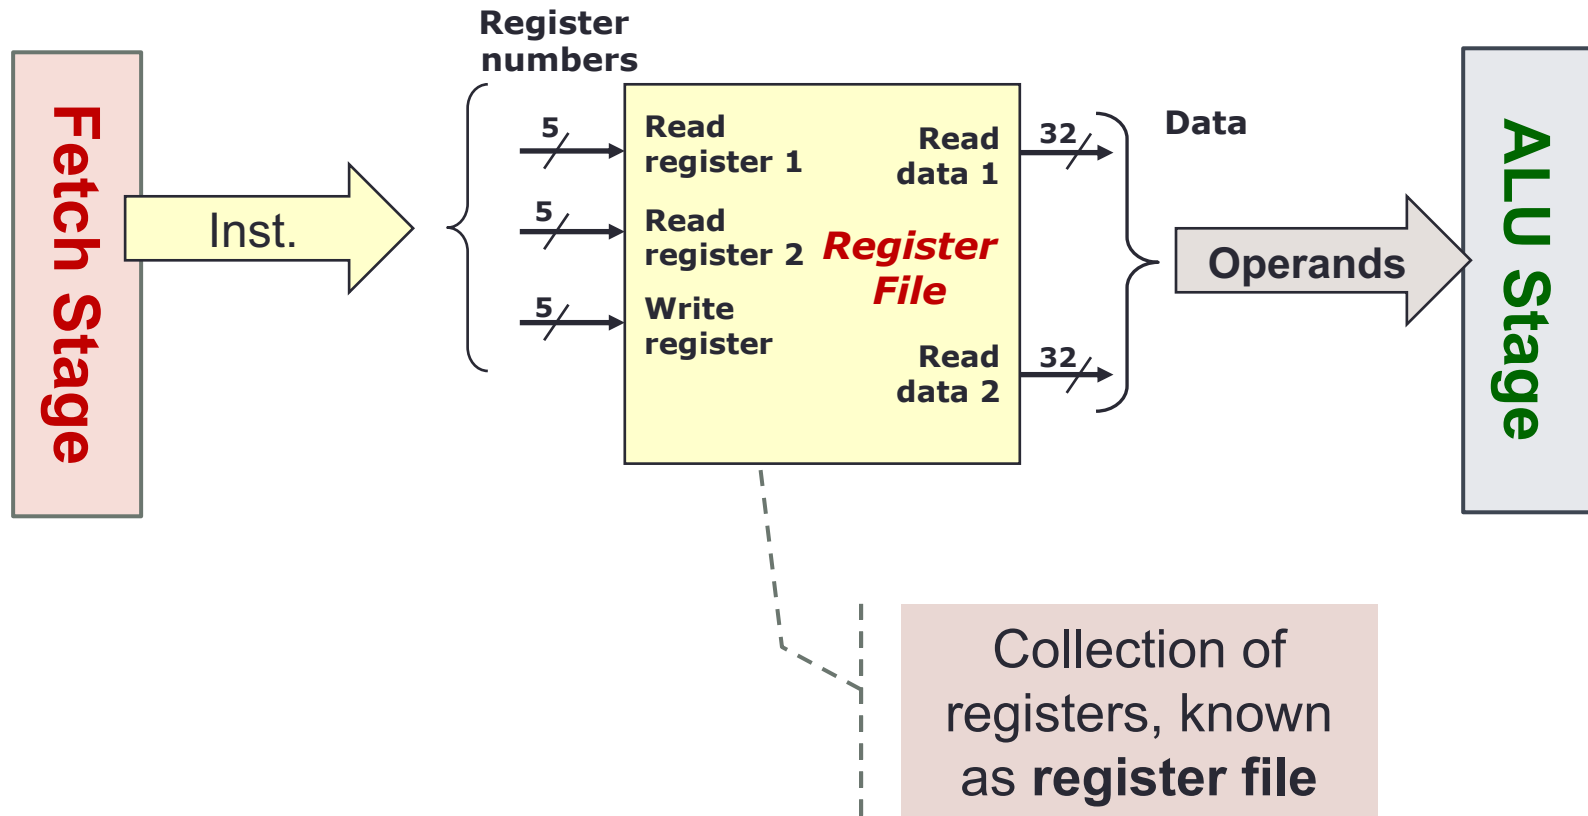 Register
numbers
Fetch Stage
Inst.
5
Read
register 1
5
Read
register 2
5
Write
register
Register
File
Read
data 1
32
Read
data 2
32
Data
Operands
ALU Stage
Collection of
registers, known
as register file